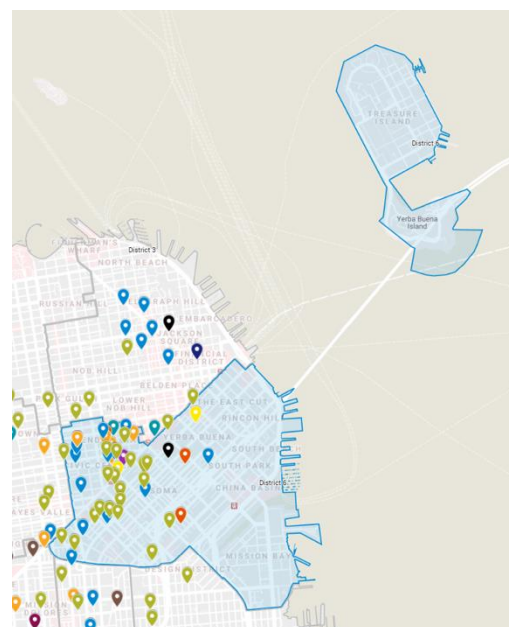 TREASURE
ISLAND
District 6
Yerba Buena
Island
District 3
WHARF
NORTH BEACH
RUSSIAN HILL
TELEGRAPH HILL
EMBARCADERO
JACKSON
SQUARE
FINANCIAL
DISTRICT
NOB HILL
BELDEN PLACE
LOWER
NOB HILL
THE EAST CUT
RINCON HILL
YERBA BUENA
SOUTH BEACH
CIVIC
SOUTH PARK
SOMA
CHINA BASIN
District 6
HAYES VALLEY
MISSION BAY
DESIGN DISTRICT
MISSION
DOLORES